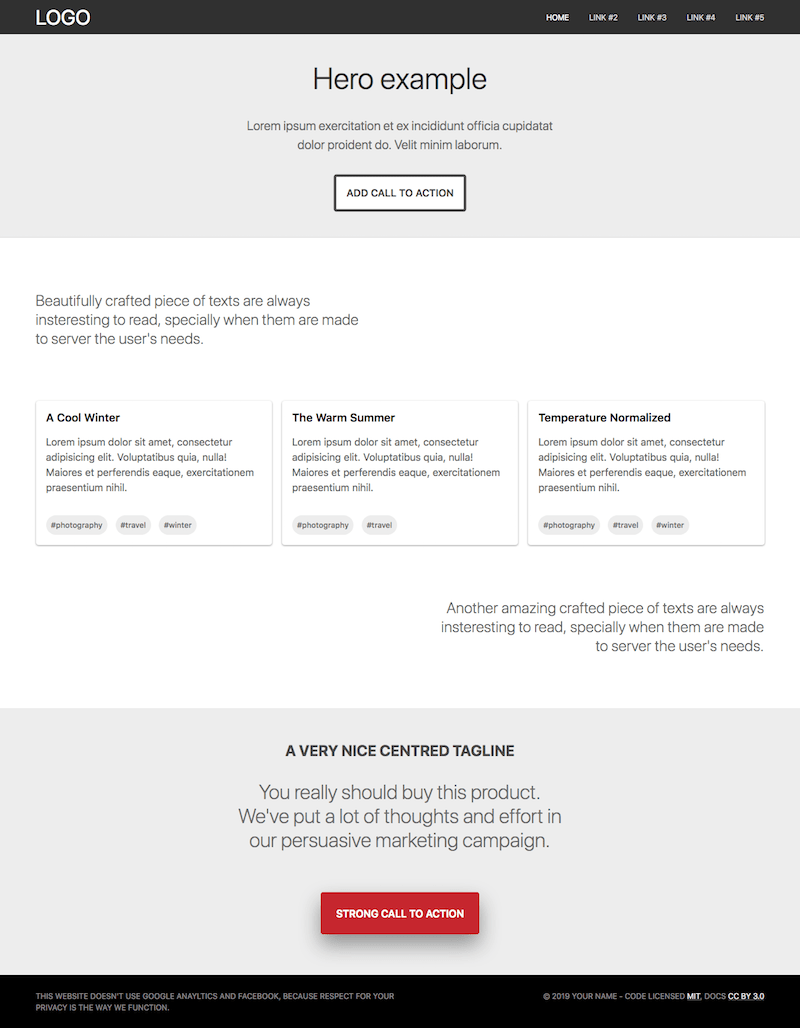 LOGO
HOME LINK #2 LINK #3 LINK #4 LINK #5
Hero example
Lorem ipsum exercitation et ex incididunt officia cupidatat
dolor proident do. Velit minim laborum.
ADD CALL TO ACTION
Beautifully crafted piece of texts are always
insteresting to read, specially when them are made
to server the user's needs.
A Cool Winter
Lorem ipsum dolor sit amet, consectetur
adipisicing elit. Voluptatibus quia, nulla!
Maiores et perferendis eaque, exercitationem
praesentium nihil.
#photography #travel #winter
The Warm Summer
Lorem ipsum dolor sit amet, consectetur
adipisicing elit. Voluptatibus quia, nulla!
Maiores et perferendis eaque, exercitationem
praesentium nihil.
#photography #travel
Temperature Normalized
Lorem ipsum dolor sit amet, consectetur
adipisicing elit. Voluptatibus quia, nulla!
Maiores et perferendis eaque, exercitationem
praesentium nihil.
#photography #travel #winter
Another amazing crafted piece of texts are always
insteresting to read, specially when them are made
to server the user's needs.
A VERY NICE CENTRED TAGLINE
You really should buy this product.
We've put a lot of thoughts and effort in
our persuasive marketing campaign.
STRONG CALL TO ACTION
THIS WEBSITE DOESN'T USE GOOGLE ANAYLTICS AND FACEBOOK, BECAUSE RESPECT FOR YOUR
PRIVACY IS THE WAY WE FUNCTION.
© 2019 YOUR NAME - CODE LICENSED MIT, DOCS CC BY 3.0